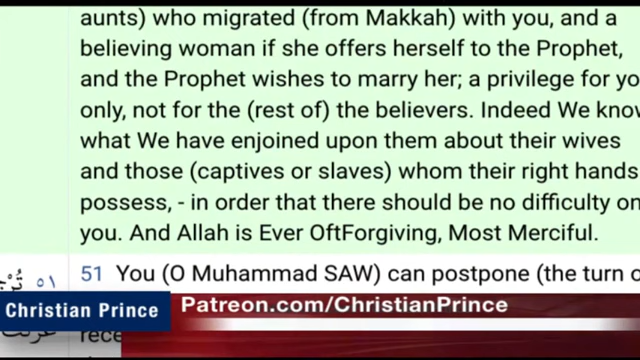 aunts) who migrated (from Makkah) with you, and a
believing woman if she offers herself to the Prophet,
and the Prophet wishes to marry her; a privilege for yo
only, not for the (rest of) the believers. Indeed We know
what We have enjoined upon them about their wives
and those (captives or slaves) whom their right hands
possess, - in order that there should be no difficulty on
you. And Allah is Ever OftForgiving, Most Merciful.
51 You (O Muhammad SAW) can postpone (the turn o
٥١
Christian Prince
Patreon.com/ChristianPrince
rece